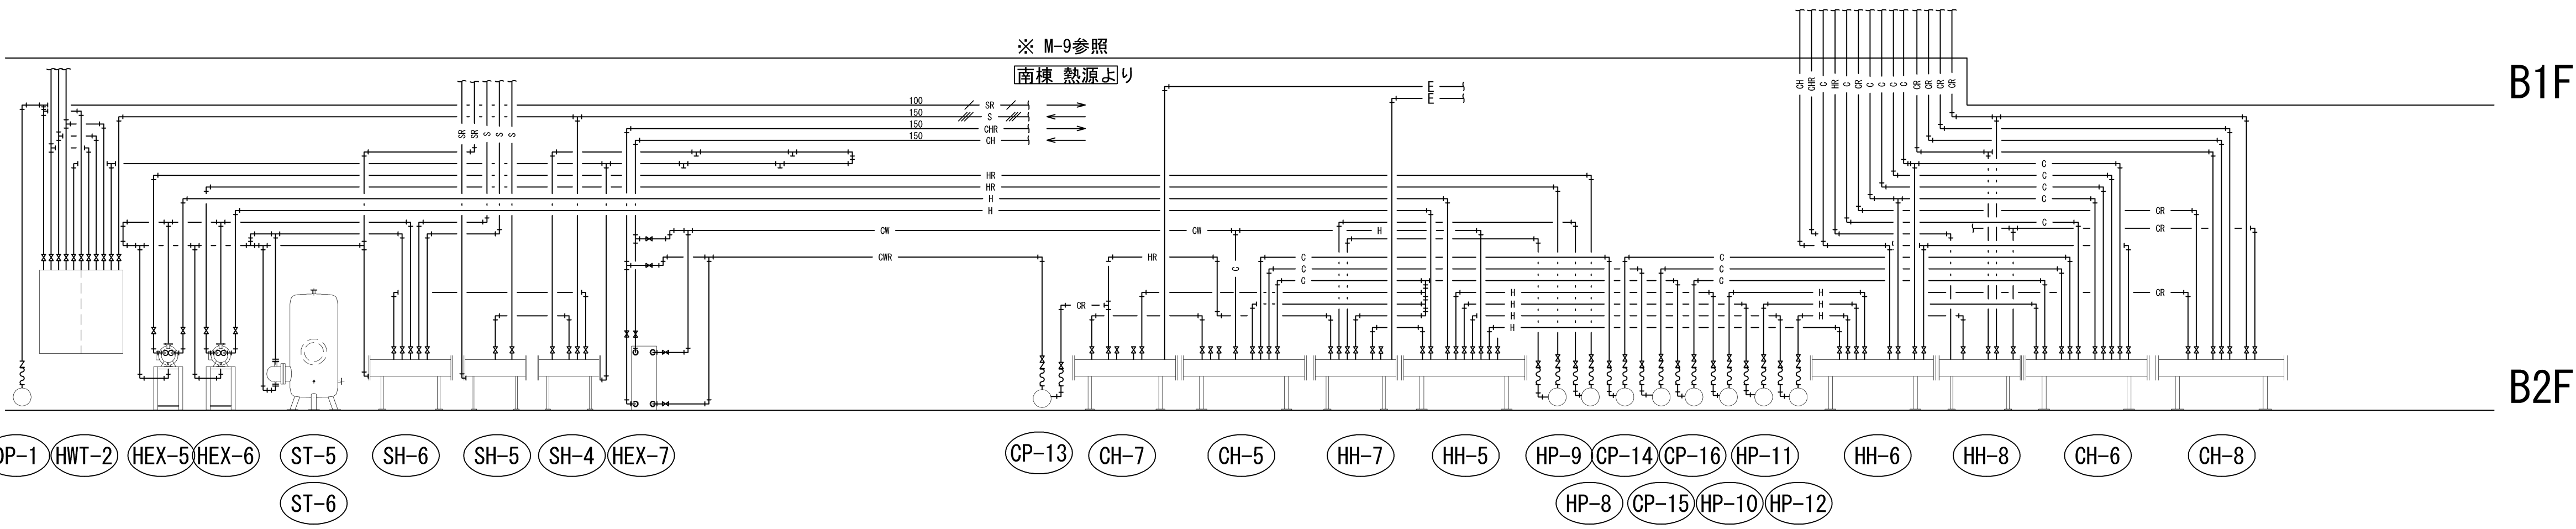 ※ M-9参照
南棟 熱源より
B1F
E
E
100
SR
150
S
150
CHR
150
CH
SR
SR
S
S
S
CH
CHR
C
HR
C
CR
C
C
C
C
CR
CR
CR
CR
HR
HR
H
H
CW
CW
H
CWR
HR
C
C
C
C
CR
C
C
C
H
H
H
H
H
H
H
C
C
C
C
CR
C
CR
CR
B2F
OP-1
HWT-2
HEX-5
HEX-6
ST-5
SH-6
SH-5
SH-4
HEX-7
CP-13
CH-7
CH-5
HH-7
HH-5
HP-9
CP-14
CP-16
HP-11
HH-6
HH-8
CH-6
CH-8
ST-6
HP-8
CP-15
HP-10
HP-12